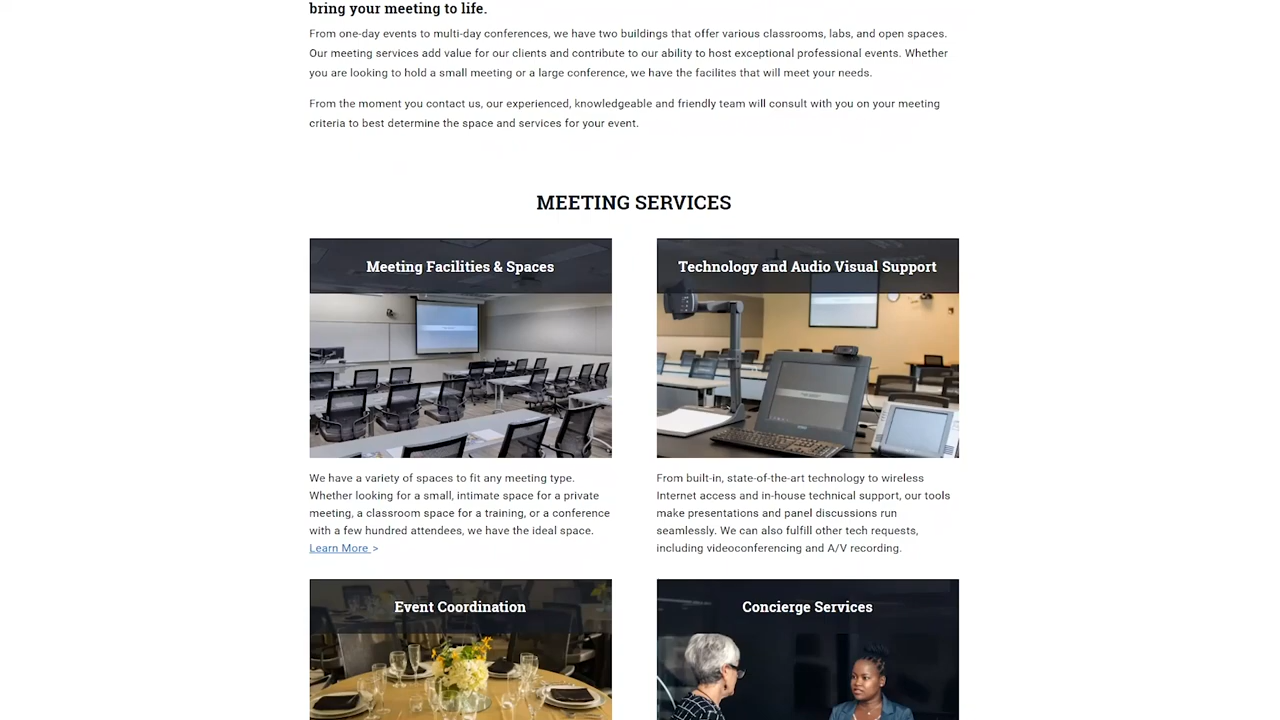 bring your meeting to life.
From one-day events to multi-day conferences, we have two buildings that offer various classrooms, labs, and open spaces.
Our meeting services add value for our clients and contribute to our ability to host exceptional professional events. Whether
you are looking to hold a small meeting or a large conference, we have the facilites that will meet your needs.
From the moment you contact us, our experienced, knowledgeable and friendly team will consult with you on your meeting
criteria to best determine the space and services for your event.
MEETING SERVICES
Meeting Facilities & Spaces
We have a variety of spaces to fit any meeting type.
Whether looking for a small, intimate space for a private
meeting, a classroom space for a training, or a conference
with a few hundred attendees, we have the ideal space.
Learn More >
Technology and Audio Visual Support
From built-in, state-of-the-art technology to wireless
Internet access and in-house technical support, our tools
make presentations and panel discussions run
seamlessly. We can also fulfill other tech requests,
including videoconferencing and A/V recording.
Event Coordination
Concierge Services